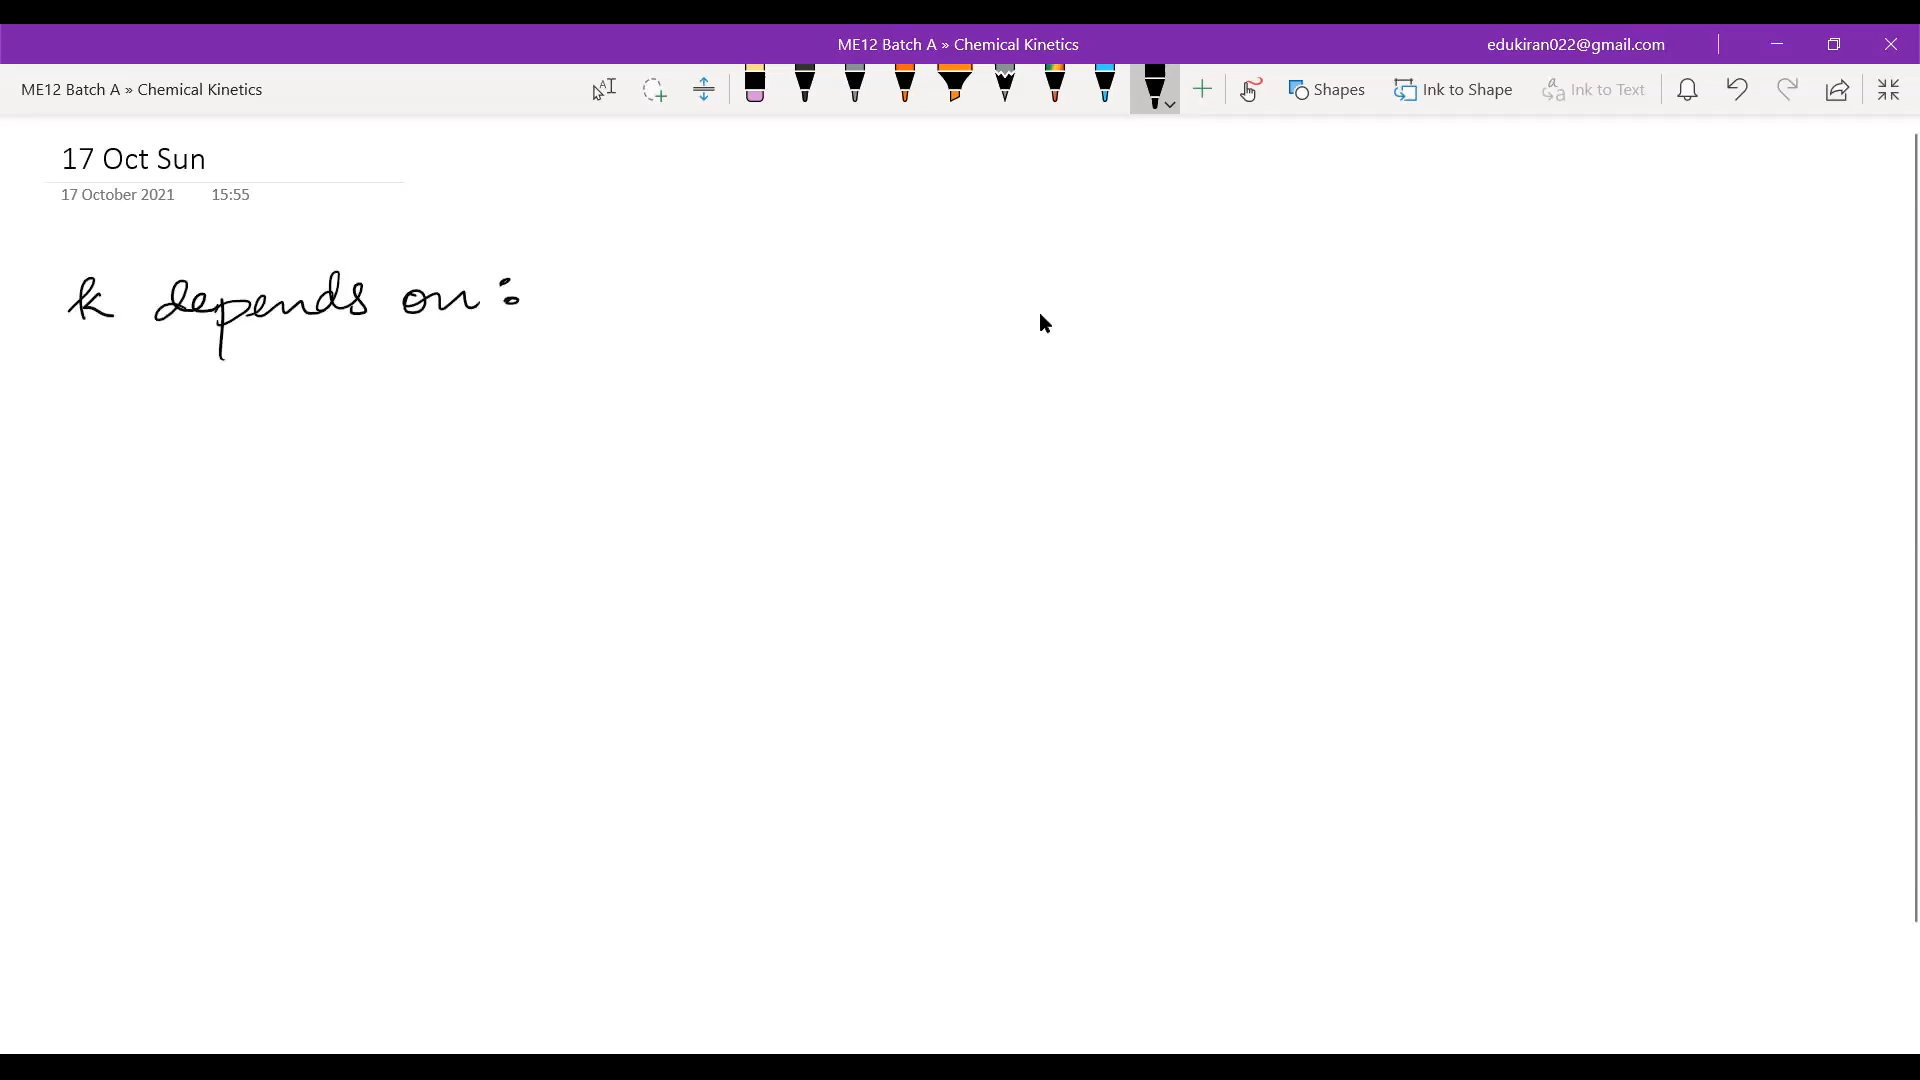 ME12 Batch A » Chemical Kinetics
edukiran022@gmail.com
ME12 Batch A » Chemical Kinetics
Shapes
Ink to Shape
Ink to Text
17 Oct Sun
17 October 2021 15:55
k depends on :